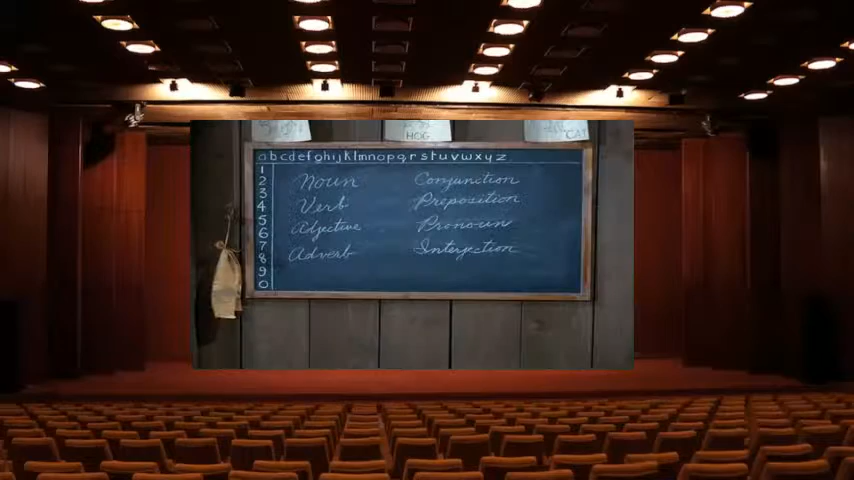 HOG
CAT
abcdefghijklmnopqrstuvwxyz
1
2
3
4
5
6
7
8
9
0
Noun Conjunction
Verb Preposition
Adjective Pronoun
Adverb Interjection